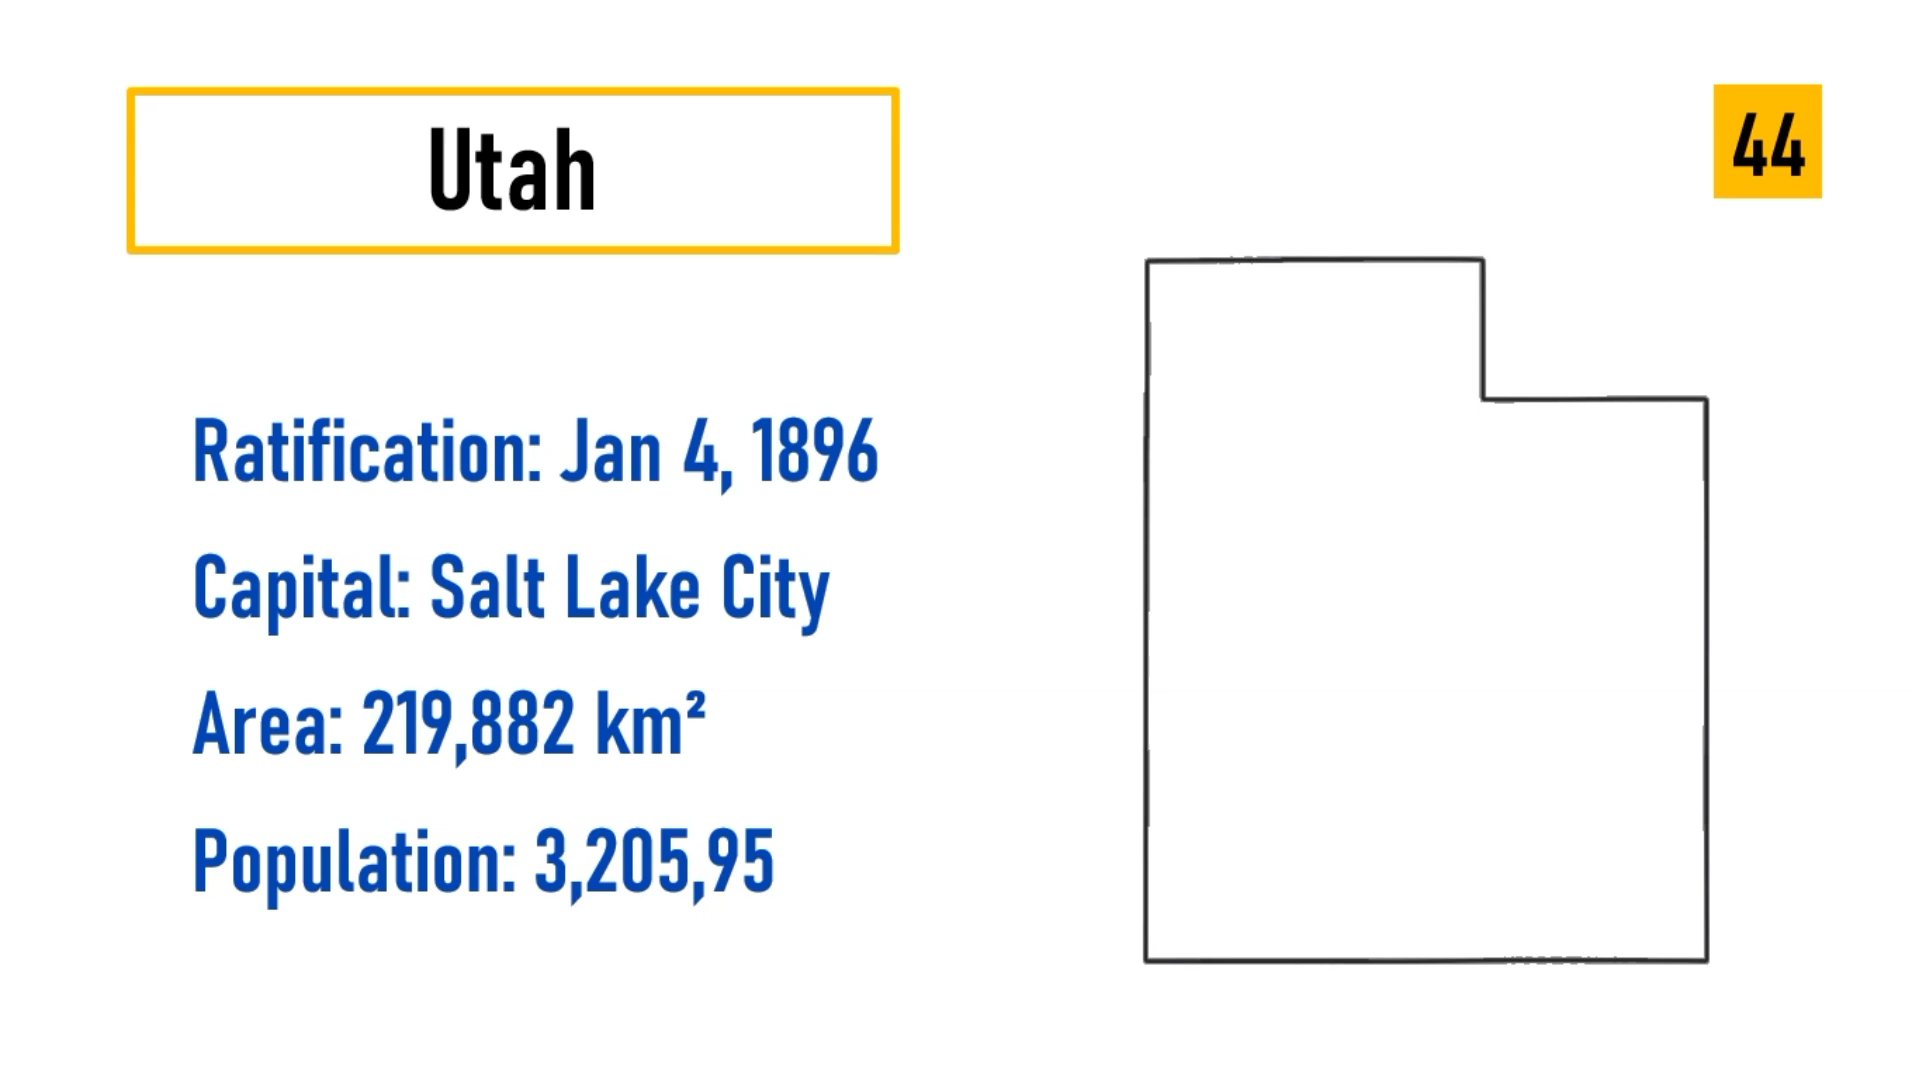 Utah
44
Ratification: Jan 4, 1896
Capital: Salt Lake City
Area: 219,882 km²
Population: 3,205,95